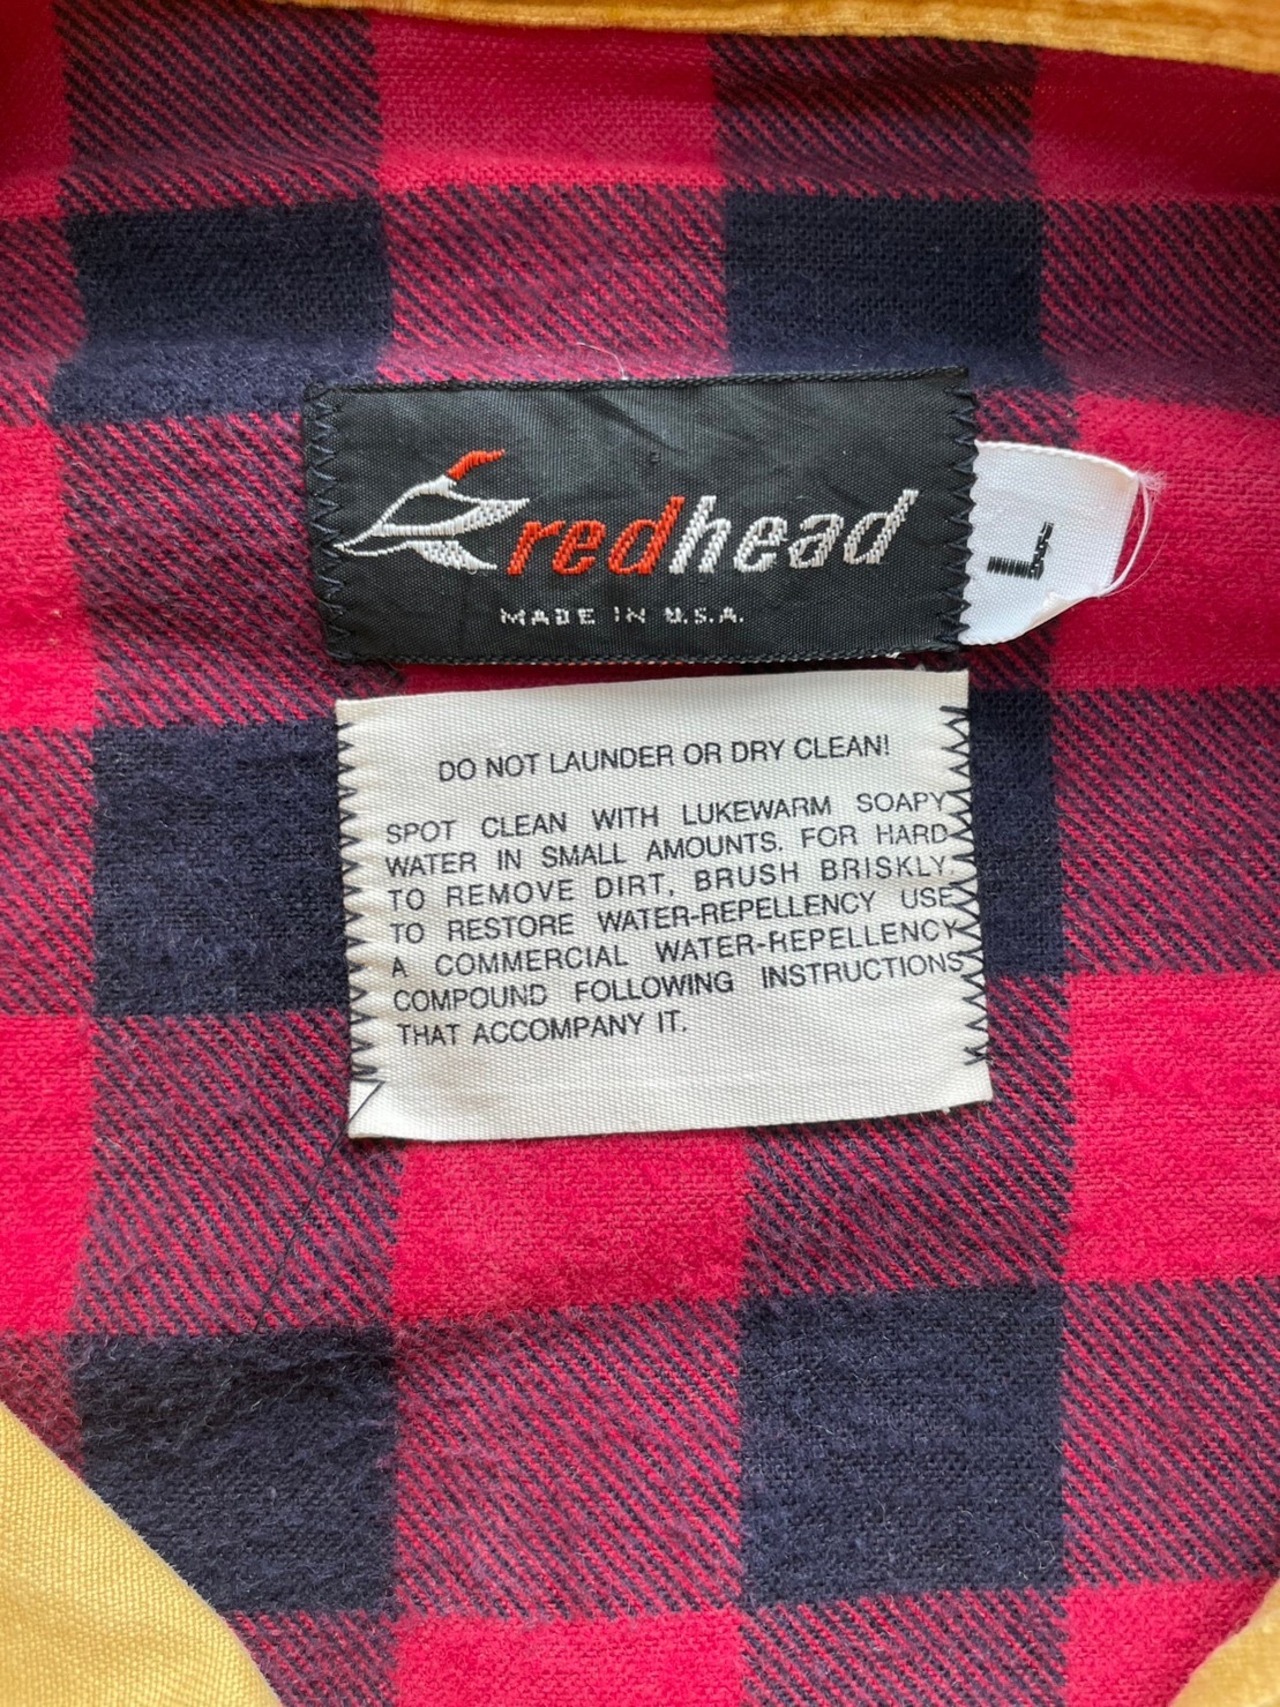 redhead
MADE IN U.S.A.
L
DO NOT LAUNDER OR DRY CLEAN!
SPOT CLEAN WITH LUKEWARM SOAPY
WATER IN SMALL AMOUNTS. FOR HARD
TO REMOVE DIRT, BRUSH BRISKLY.
TO RESTORE WATER-REPELLENCY USE
A COMMERCIAL WATER-REPELLENCY
COMPOUND FOLLOWING INSTRUCTIONS
THAT ACCOMPANY IT.